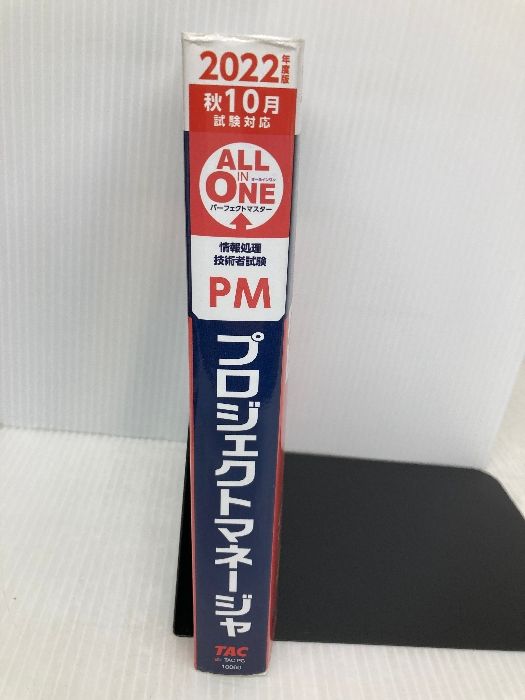 2022年度版
秋10月
試験対応
ALL
IN
オールインワン
ONE
パーフェクトマスター
情報処理
技術者試験
PM
プロジェクトマネージャ
TAC
TAC PG